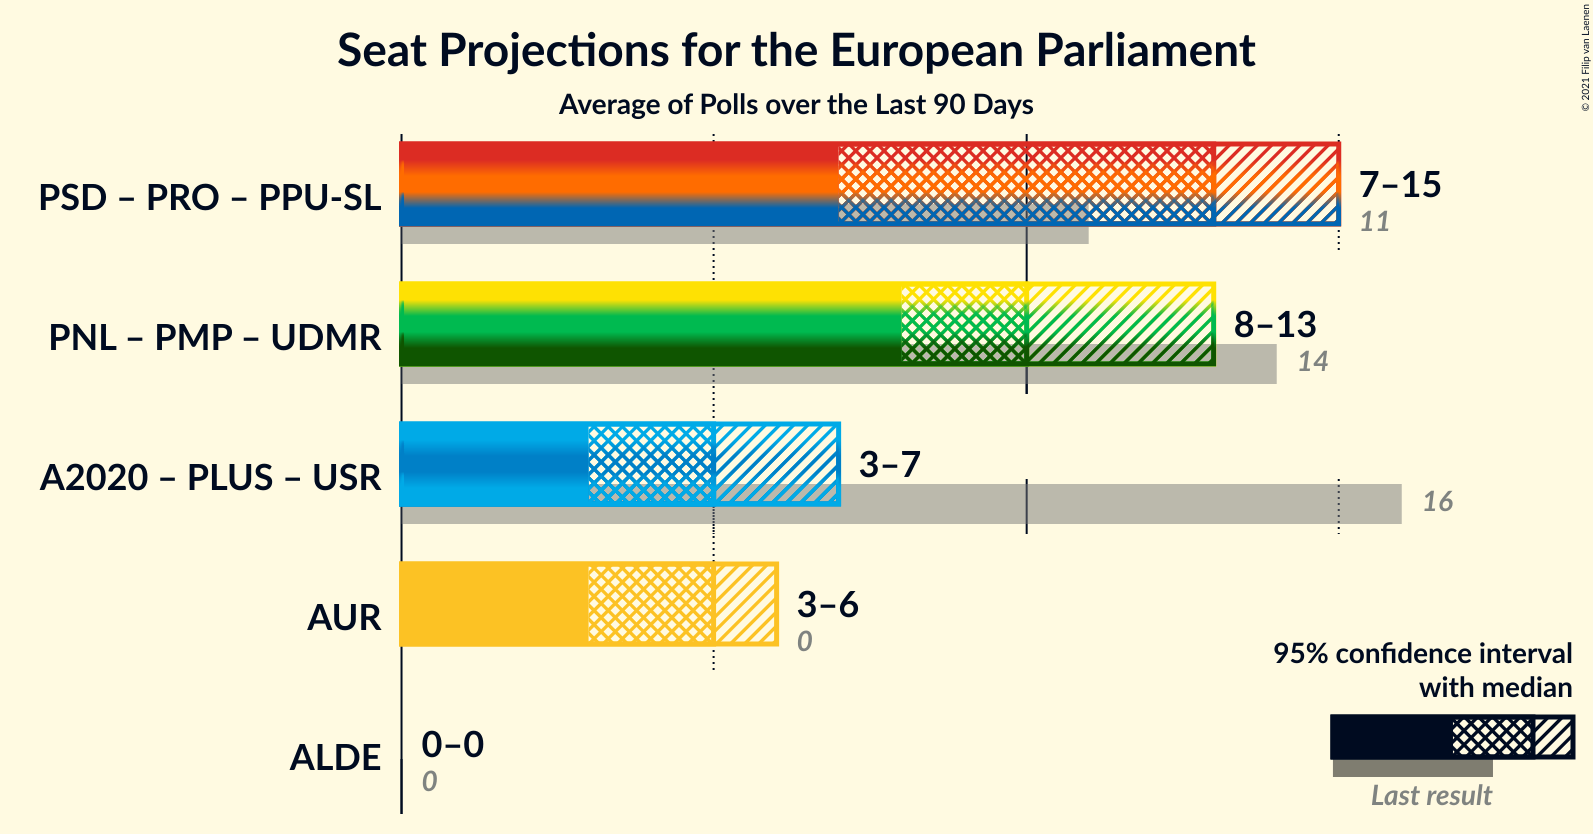 Seat Projections for the European Parliament
Average of Polls over the Last 90 Days
© 2021 Filip van Laenen
PSD – PRO – PPU-SL
7–15
11
PNL – PMP – UDMR
8–13
14
A2020 – PLUS – USR
3–7
16
AUR
3–6
0
ALDE
0–0
0
95% confidence interval
with median
Last result